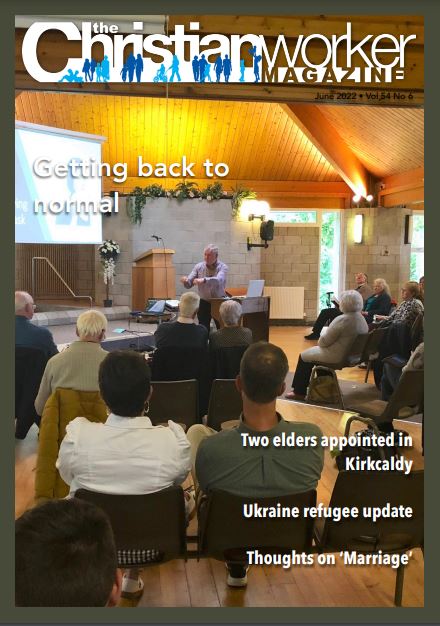 the
Christianworker
MAGAZINE
June 2022 • Vol 54 No 6
Getting back to
normal
Two elders appointed in
Kirkcaldy
Ukraine refugee update
Thoughts on ‘Marriage’